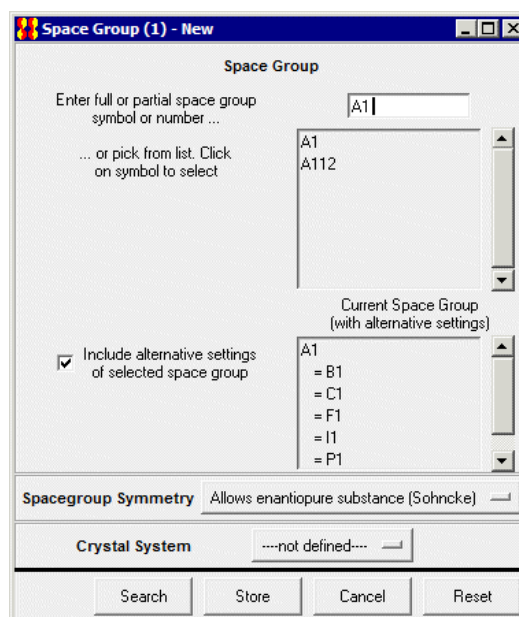 Space Group (1) - New
Space Group
Enter full or partial space group
symbol or number ...
A1
... or pick from list. Click
on symbol to select
A1
A112
Current Space Group
(with alternative settings)
Include alternative settings
of selected space group
A1
= B1
= C1
= F1
= I1
= P1
Spacegroup Symmetry
Allows enantiopure substance (Sohncke)
Crystal System
----not defined----
Search
Store
Cancel
Reset